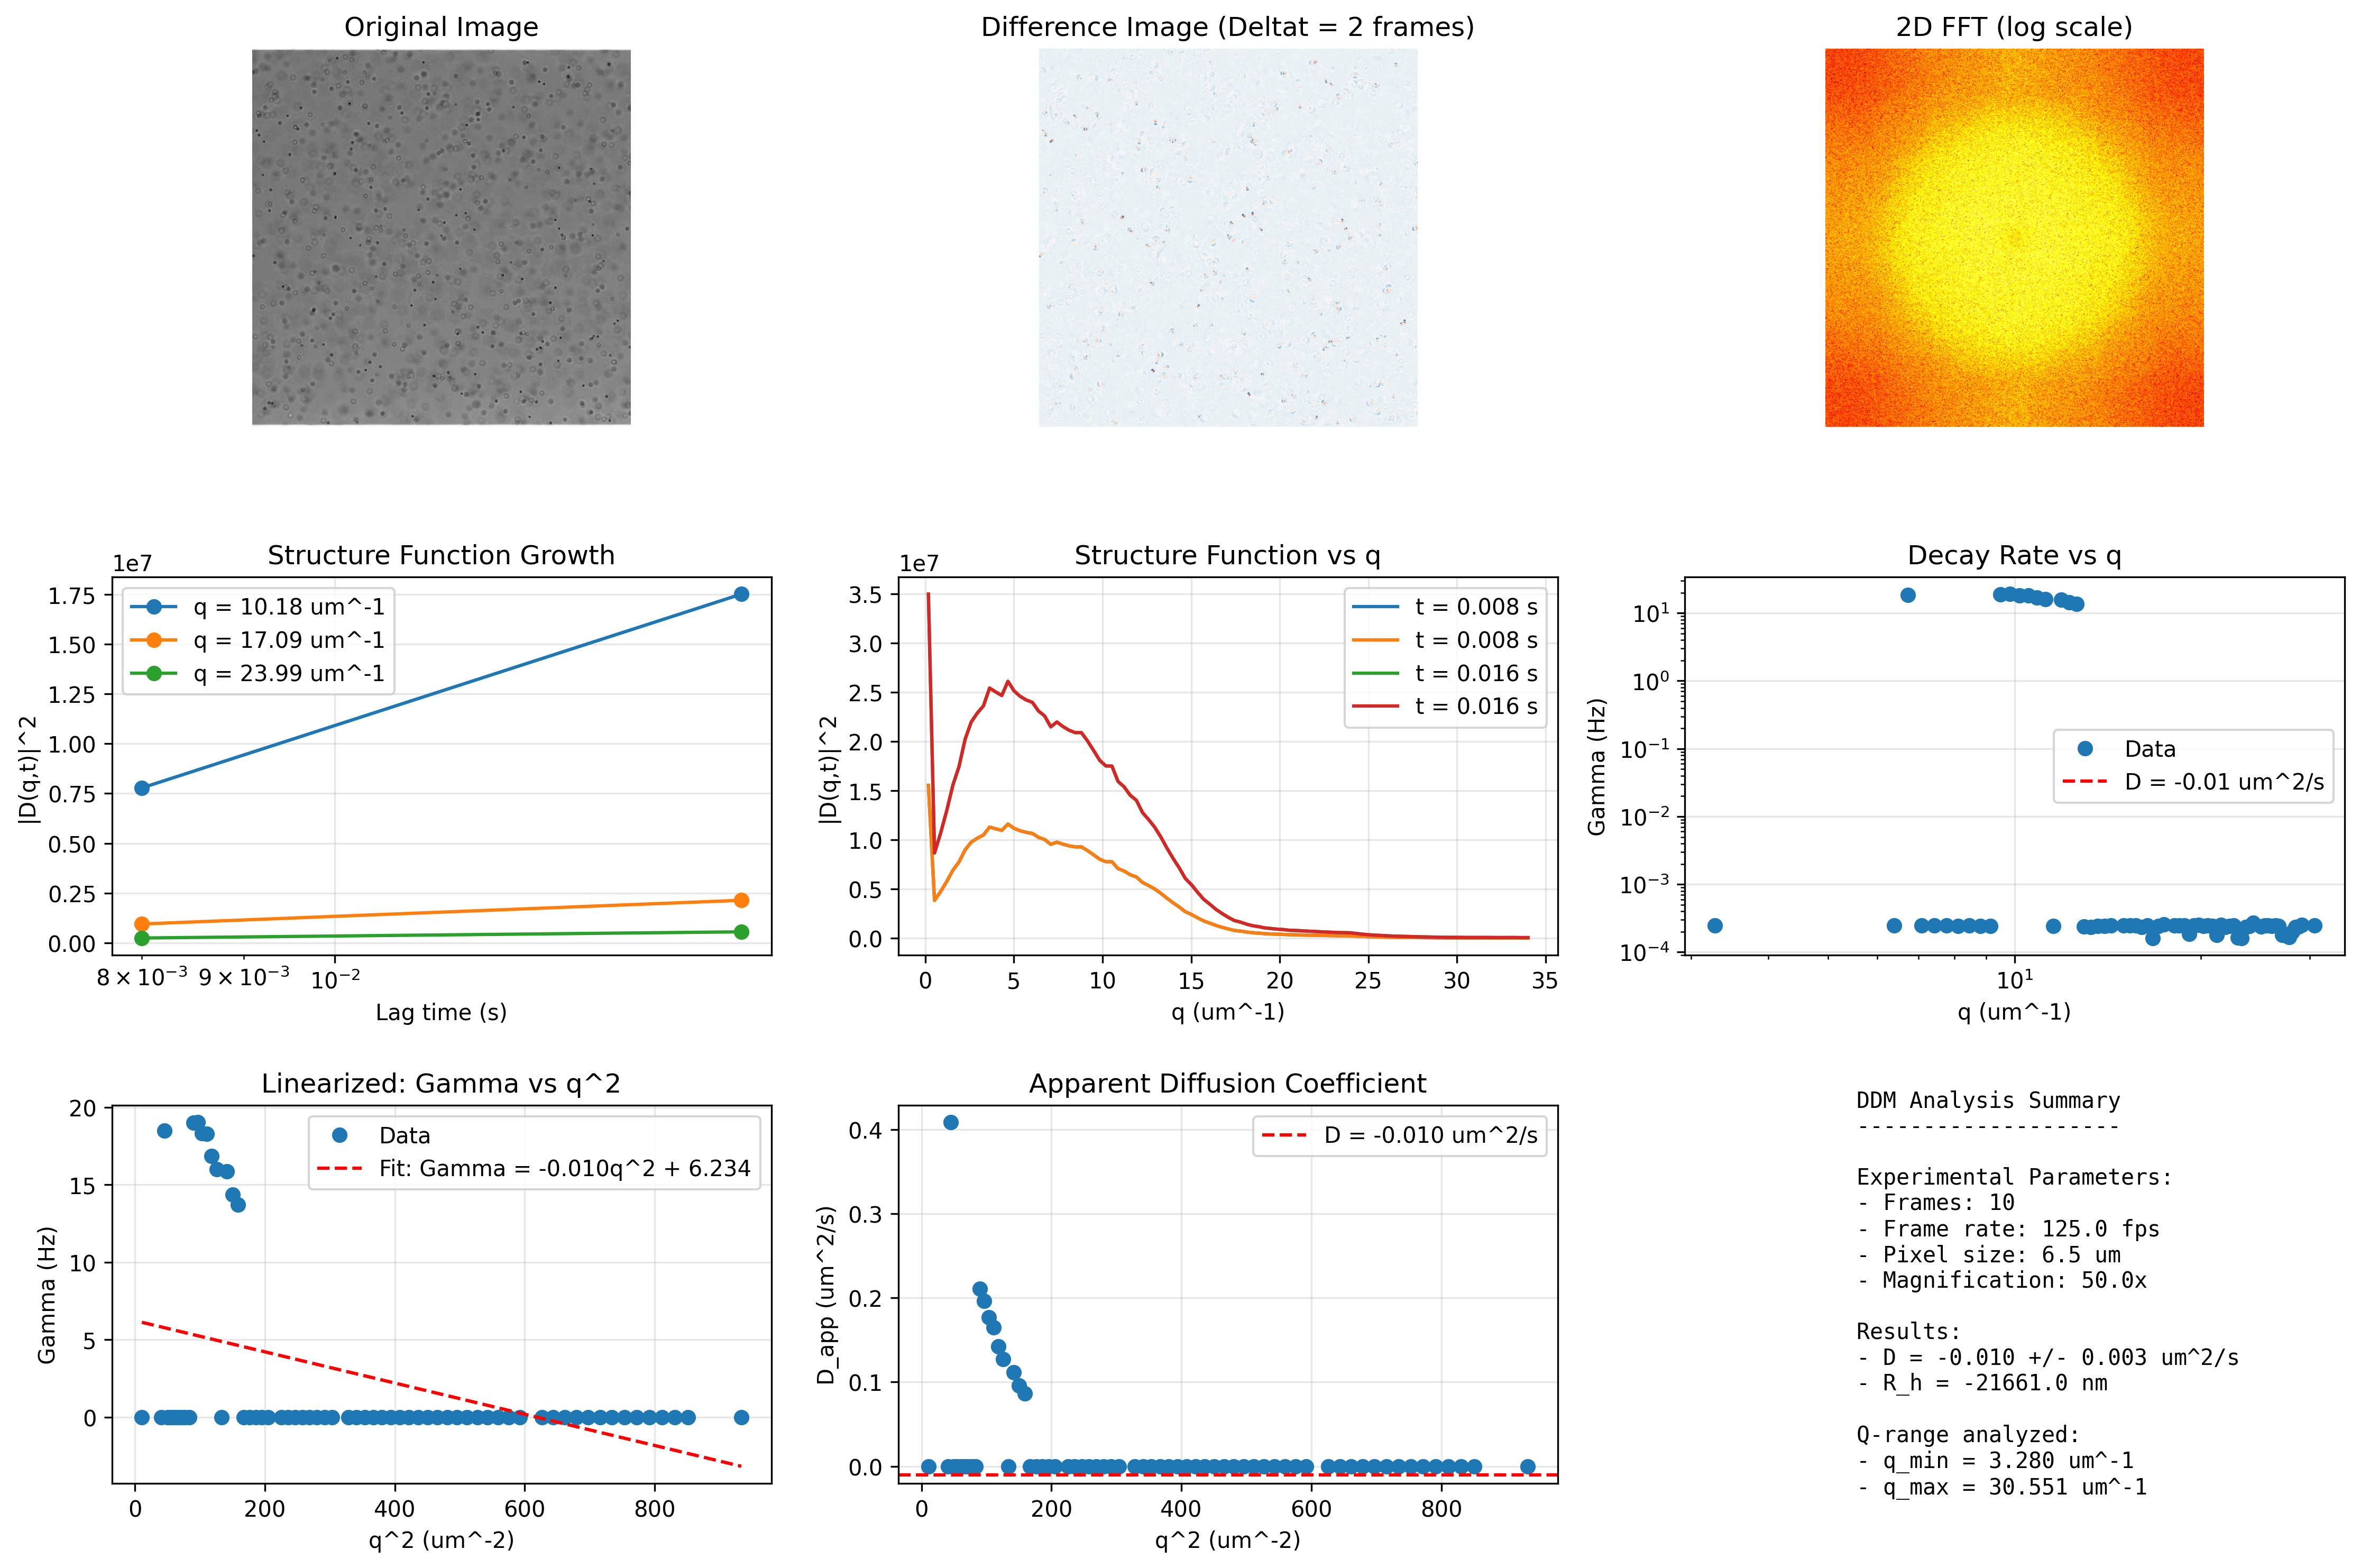 Original Image
Difference Image (Deltat = 2 frames)
2D FFT (log scale)
Structure Function Growth
1e7
|D(q,t)|^2
1.75
1.50
1.25
1.00
0.75
0.50
0.25
0.00
q = 10.18 um^-1
q = 17.09 um^-1
q = 23.99 um^-1
8 × 10⁻³ 9 × 10⁻³ 10⁻²
Lag time (s)
Structure Function vs q
1e7
|D(q,t)|^2
3.5
3.0
2.5
2.0
1.5
1.0
0.5
0.0
t = 0.008 s
t = 0.008 s
t = 0.016 s
t = 0.016 s
0 5 10 15 20 25 30 35
q (um^-1)
Decay Rate vs q
Gamma (Hz)
10¹
10⁰
10⁻¹
10⁻²
10⁻³
10⁻⁴
Data
D = -0.01 um^2/s
10¹
q (um^-1)
Linearized: Gamma vs q^2
Gamma (Hz)
20
15
10
5
0
Data
Fit: Gamma = -0.010q^2 + 6.234
0 200 400 600 800
q^2 (um^-2)
Apparent Diffusion Coefficient
D_app (um^2/s)
0.4
0.3
0.2
0.1
0.0
D = -0.010 um^2/s
0 200 400 600 800
q^2 (um^-2)
DDM Analysis Summary
--------------------
Experimental Parameters:
- Frames: 10
- Frame rate: 125.0 fps
- Pixel size: 6.5 um
- Magnification: 50.0x
Results:
- D = -0.010 +/- 0.003 um^2/s
- R_h = -21661.0 nm
Q-range analyzed:
- q_min = 3.280 um^-1
- q_max = 30.551 um^-1